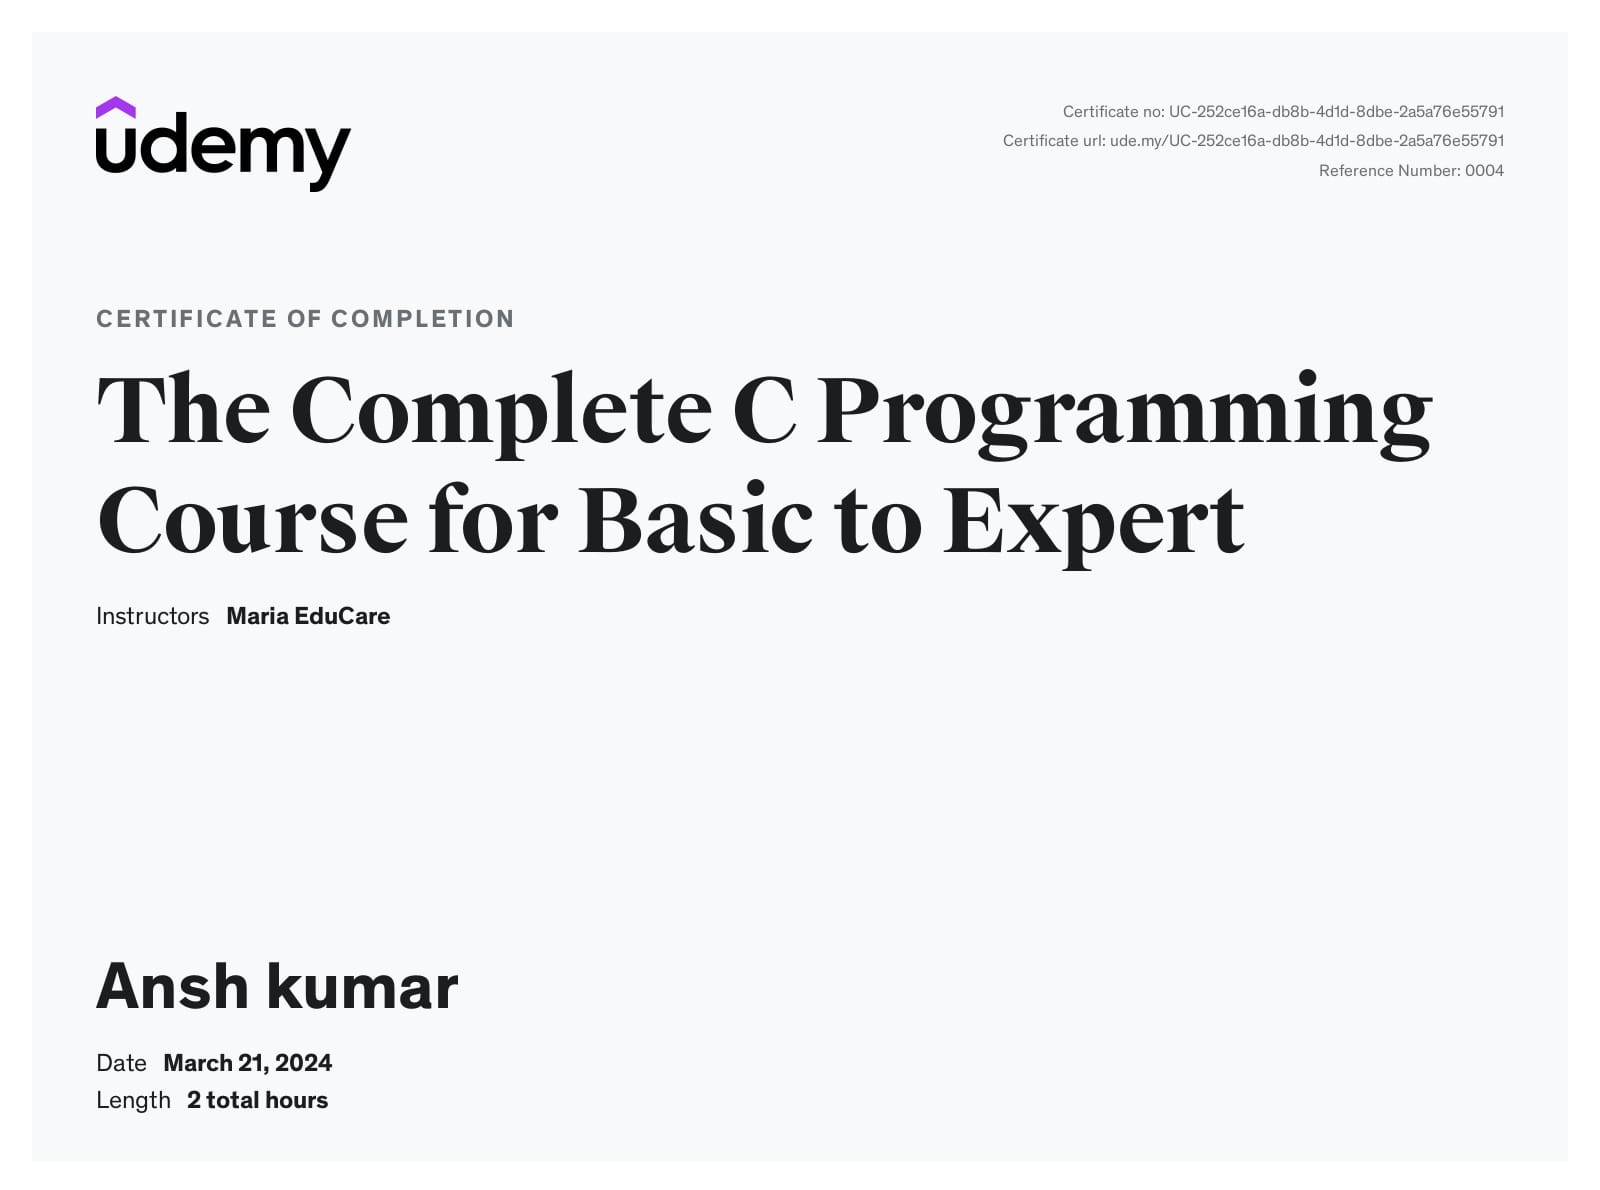 udemy
Certificate no: UC-252ce16a-db8b-4d1d-8dbe-2a5a76e55791
Certificate url: ude.my/UC-252ce16a-db8b-4d1d-8dbe-2a5a76e55791
Reference Number: 0004
CERTIFICATE OF COMPLETION
The Complete C Programming
Course for Basic to Expert
Instructors Maria EduCare
Ansh kumar
Date March 21, 2024
Length 2 total hours